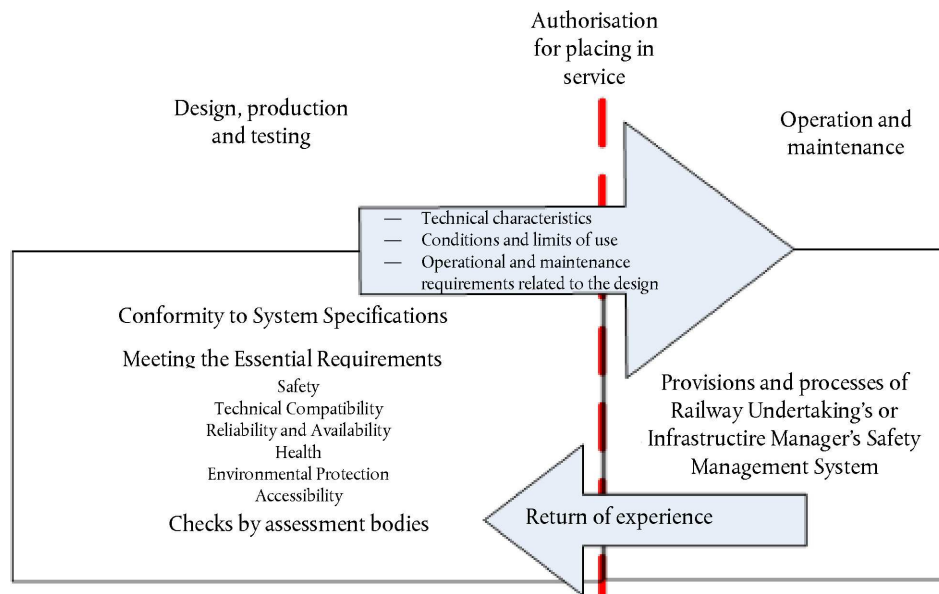 Authorisation
for placing in
service
Design, production
and testing
Operation and
maintenance
— Technical characteristics
— Conditions and limits of use
— Operational and maintenance
requirements related to the design
Conformity to System Specifications
Meeting the Essential Requirements
Safety
Technical Compatibility
Reliability and Availability
Health
Environmental Protection
Accessibility
Checks by assessment bodies
Provisions and processes of
Railway Undertaking's or
Infrastructire Manager's Safety
Management System
Return of experience